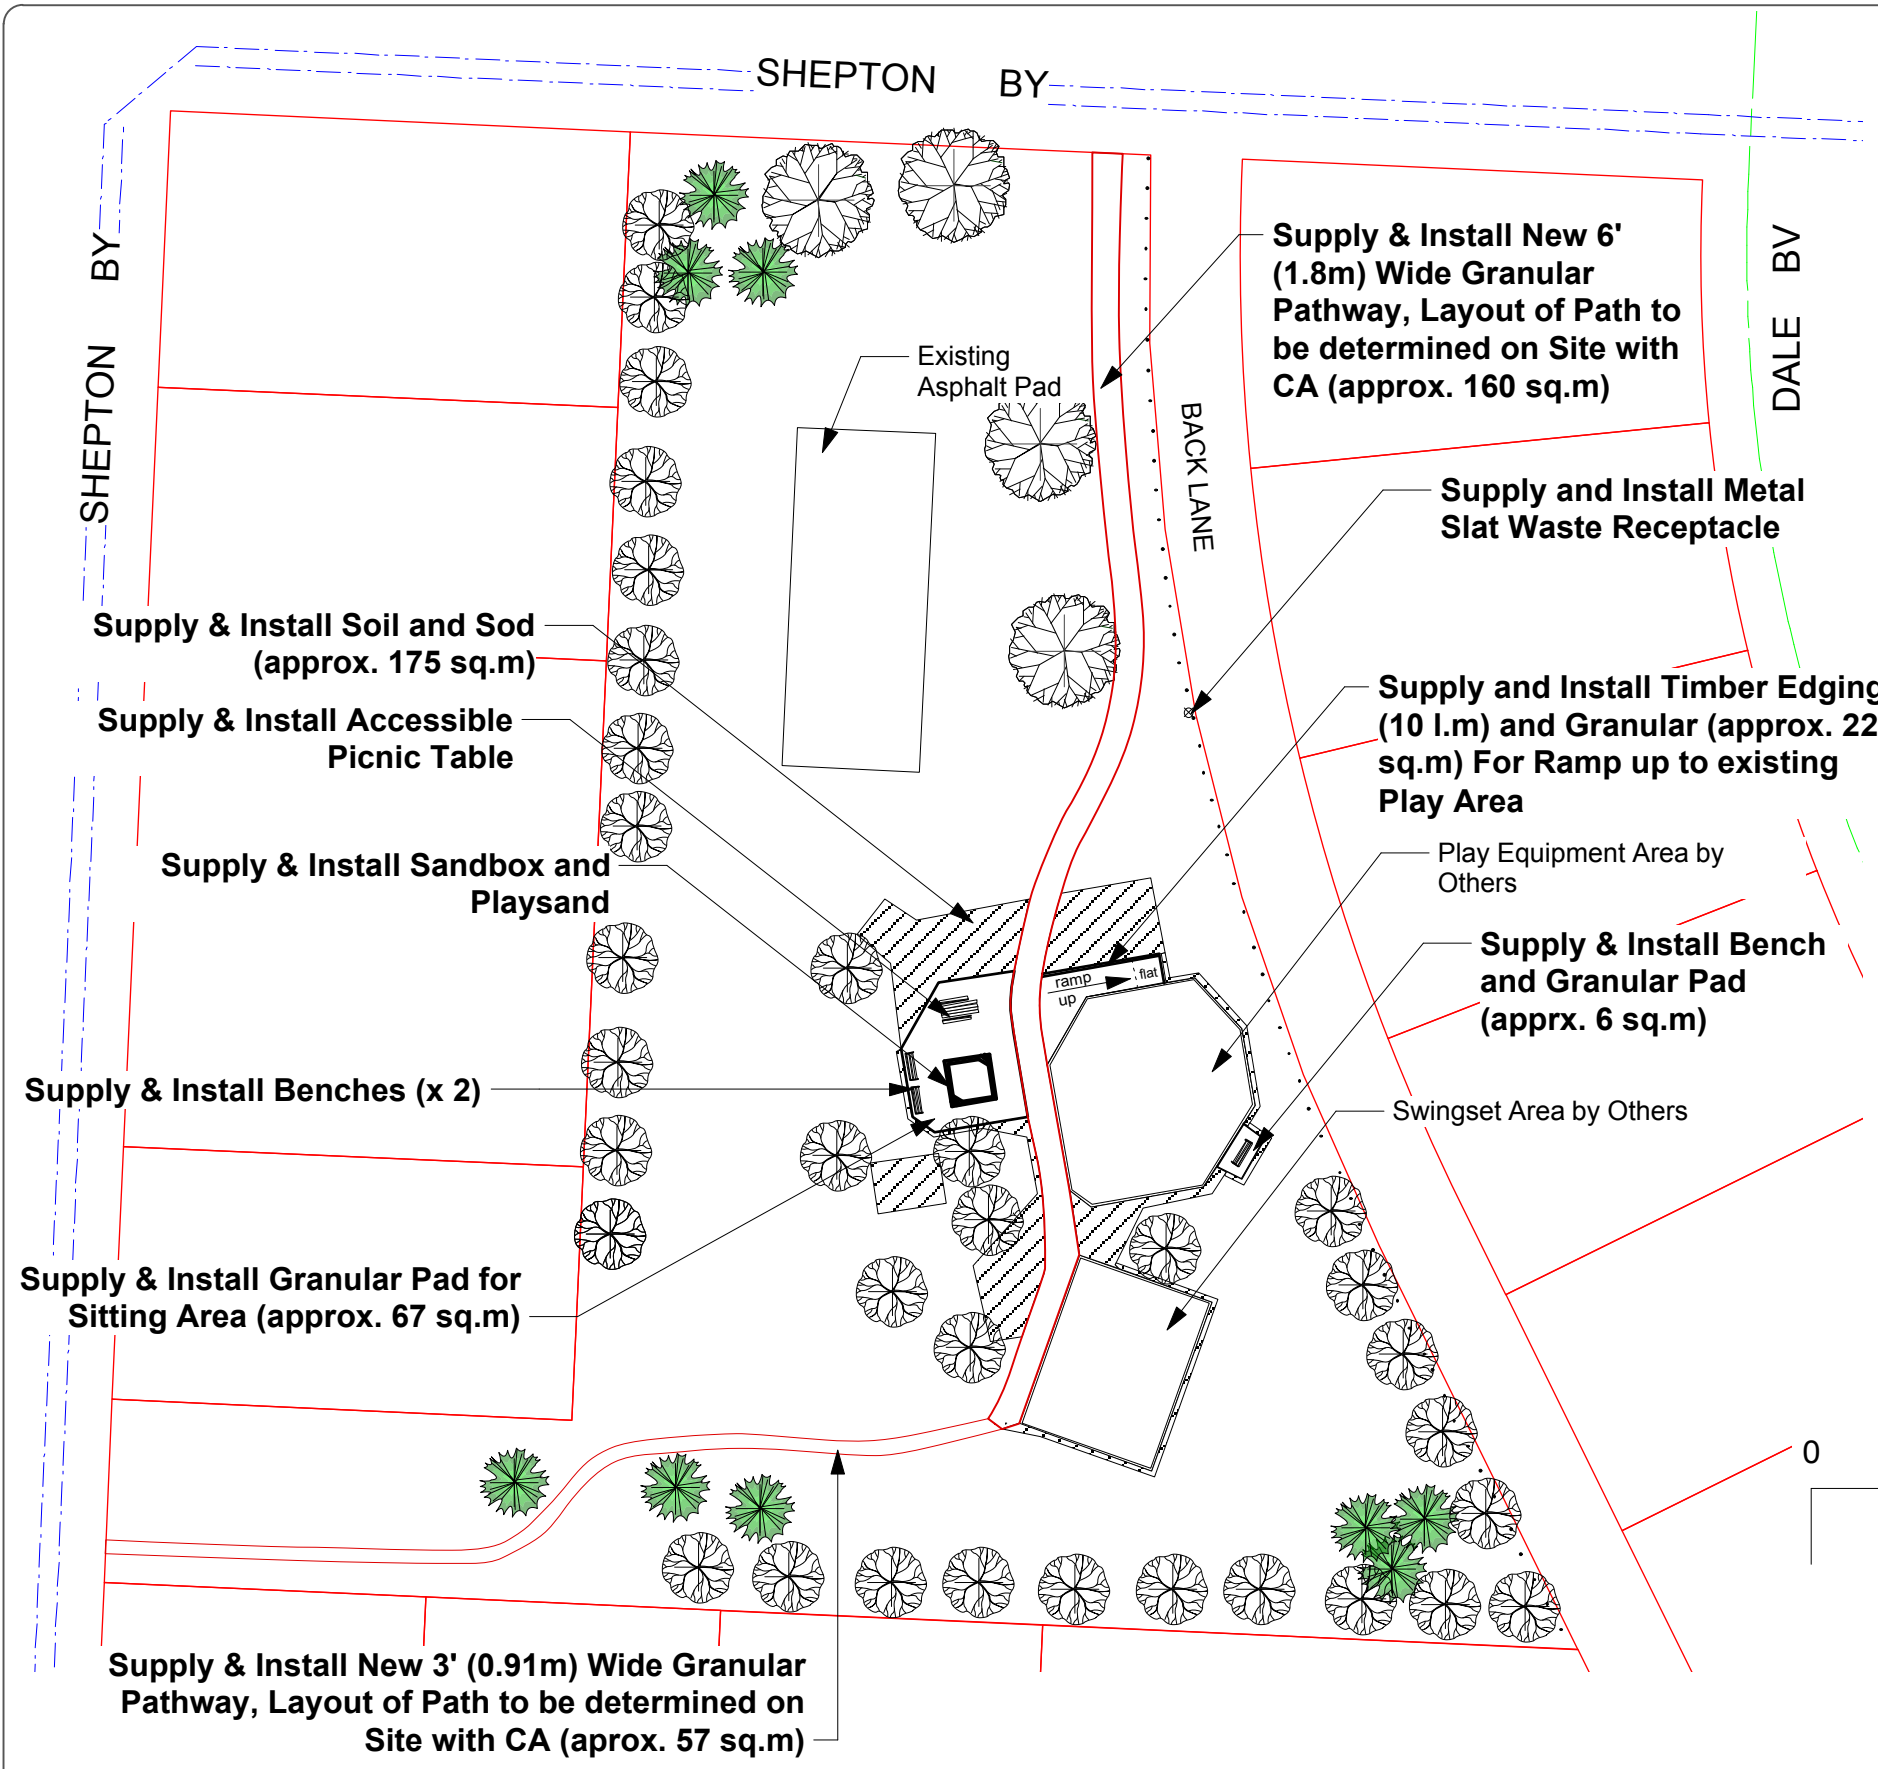 SHEPTON BY
SHEPTON BY
Supply & Install New 6'
(1.8m) Wide Granular
Pathway, Layout of Path to
be determined on Site with
CA (approx. 160 sq.m)
DALE BV
Existing
Asphalt Pad
BACK LANE
Supply and Install Metal
Slat Waste Receptacle
Supply & Install Soil and Sod
(approx. 175 sq.m)
Supply and Install Timber Edging
(10 l.m) and Granular (approx. 22
sq.m) For Ramp up to existing
Play Area
Supply & Install Accessible
Picnic Table
Play Equipment Area by
Others
Supply & Install Sandbox and
Playsand
Supply & Install Bench
and Granular Pad
(apprx. 6 sq.m)
ramp
up
flat
Supply & Install Benches (x 2)
Swingset Area by Others
Supply & Install Granular Pad for
Sitting Area (approx. 67 sq.m)
0
Supply & Install New 3' (0.91m) Wide Granular
Pathway, Layout of Path to be determined on
Site with CA (aprox. 57 sq.m)